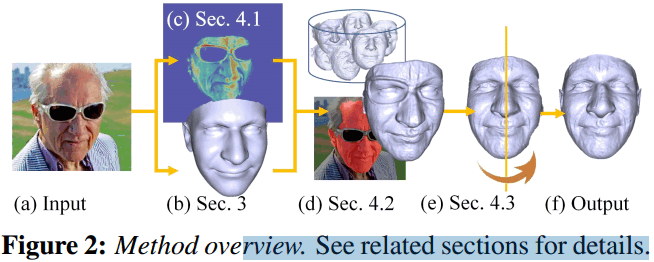 (c) Sec. 4.1
(a) Input
(b) Sec. 3
(d) Sec. 4.2
(e) Sec. 4.3
(f) Output
Figure 2: Method overview. See related sections for details.